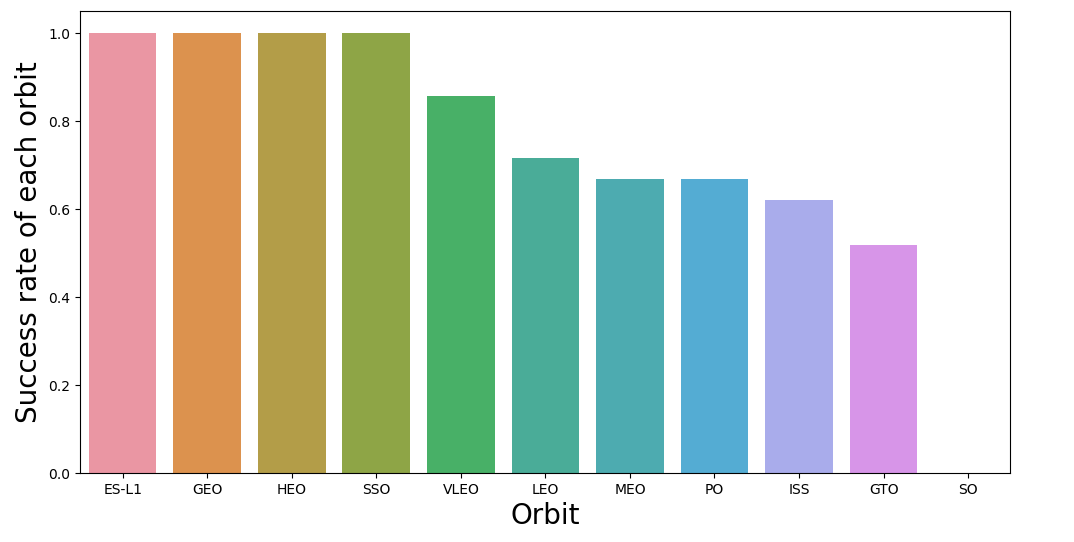 Success rate of each orbit
1.0
0.8
0.6
0.4
0.2
0.0
ES-L1 GEO HEO SSO VLEO LEO MEO PO ISS GTO SO
Orbit